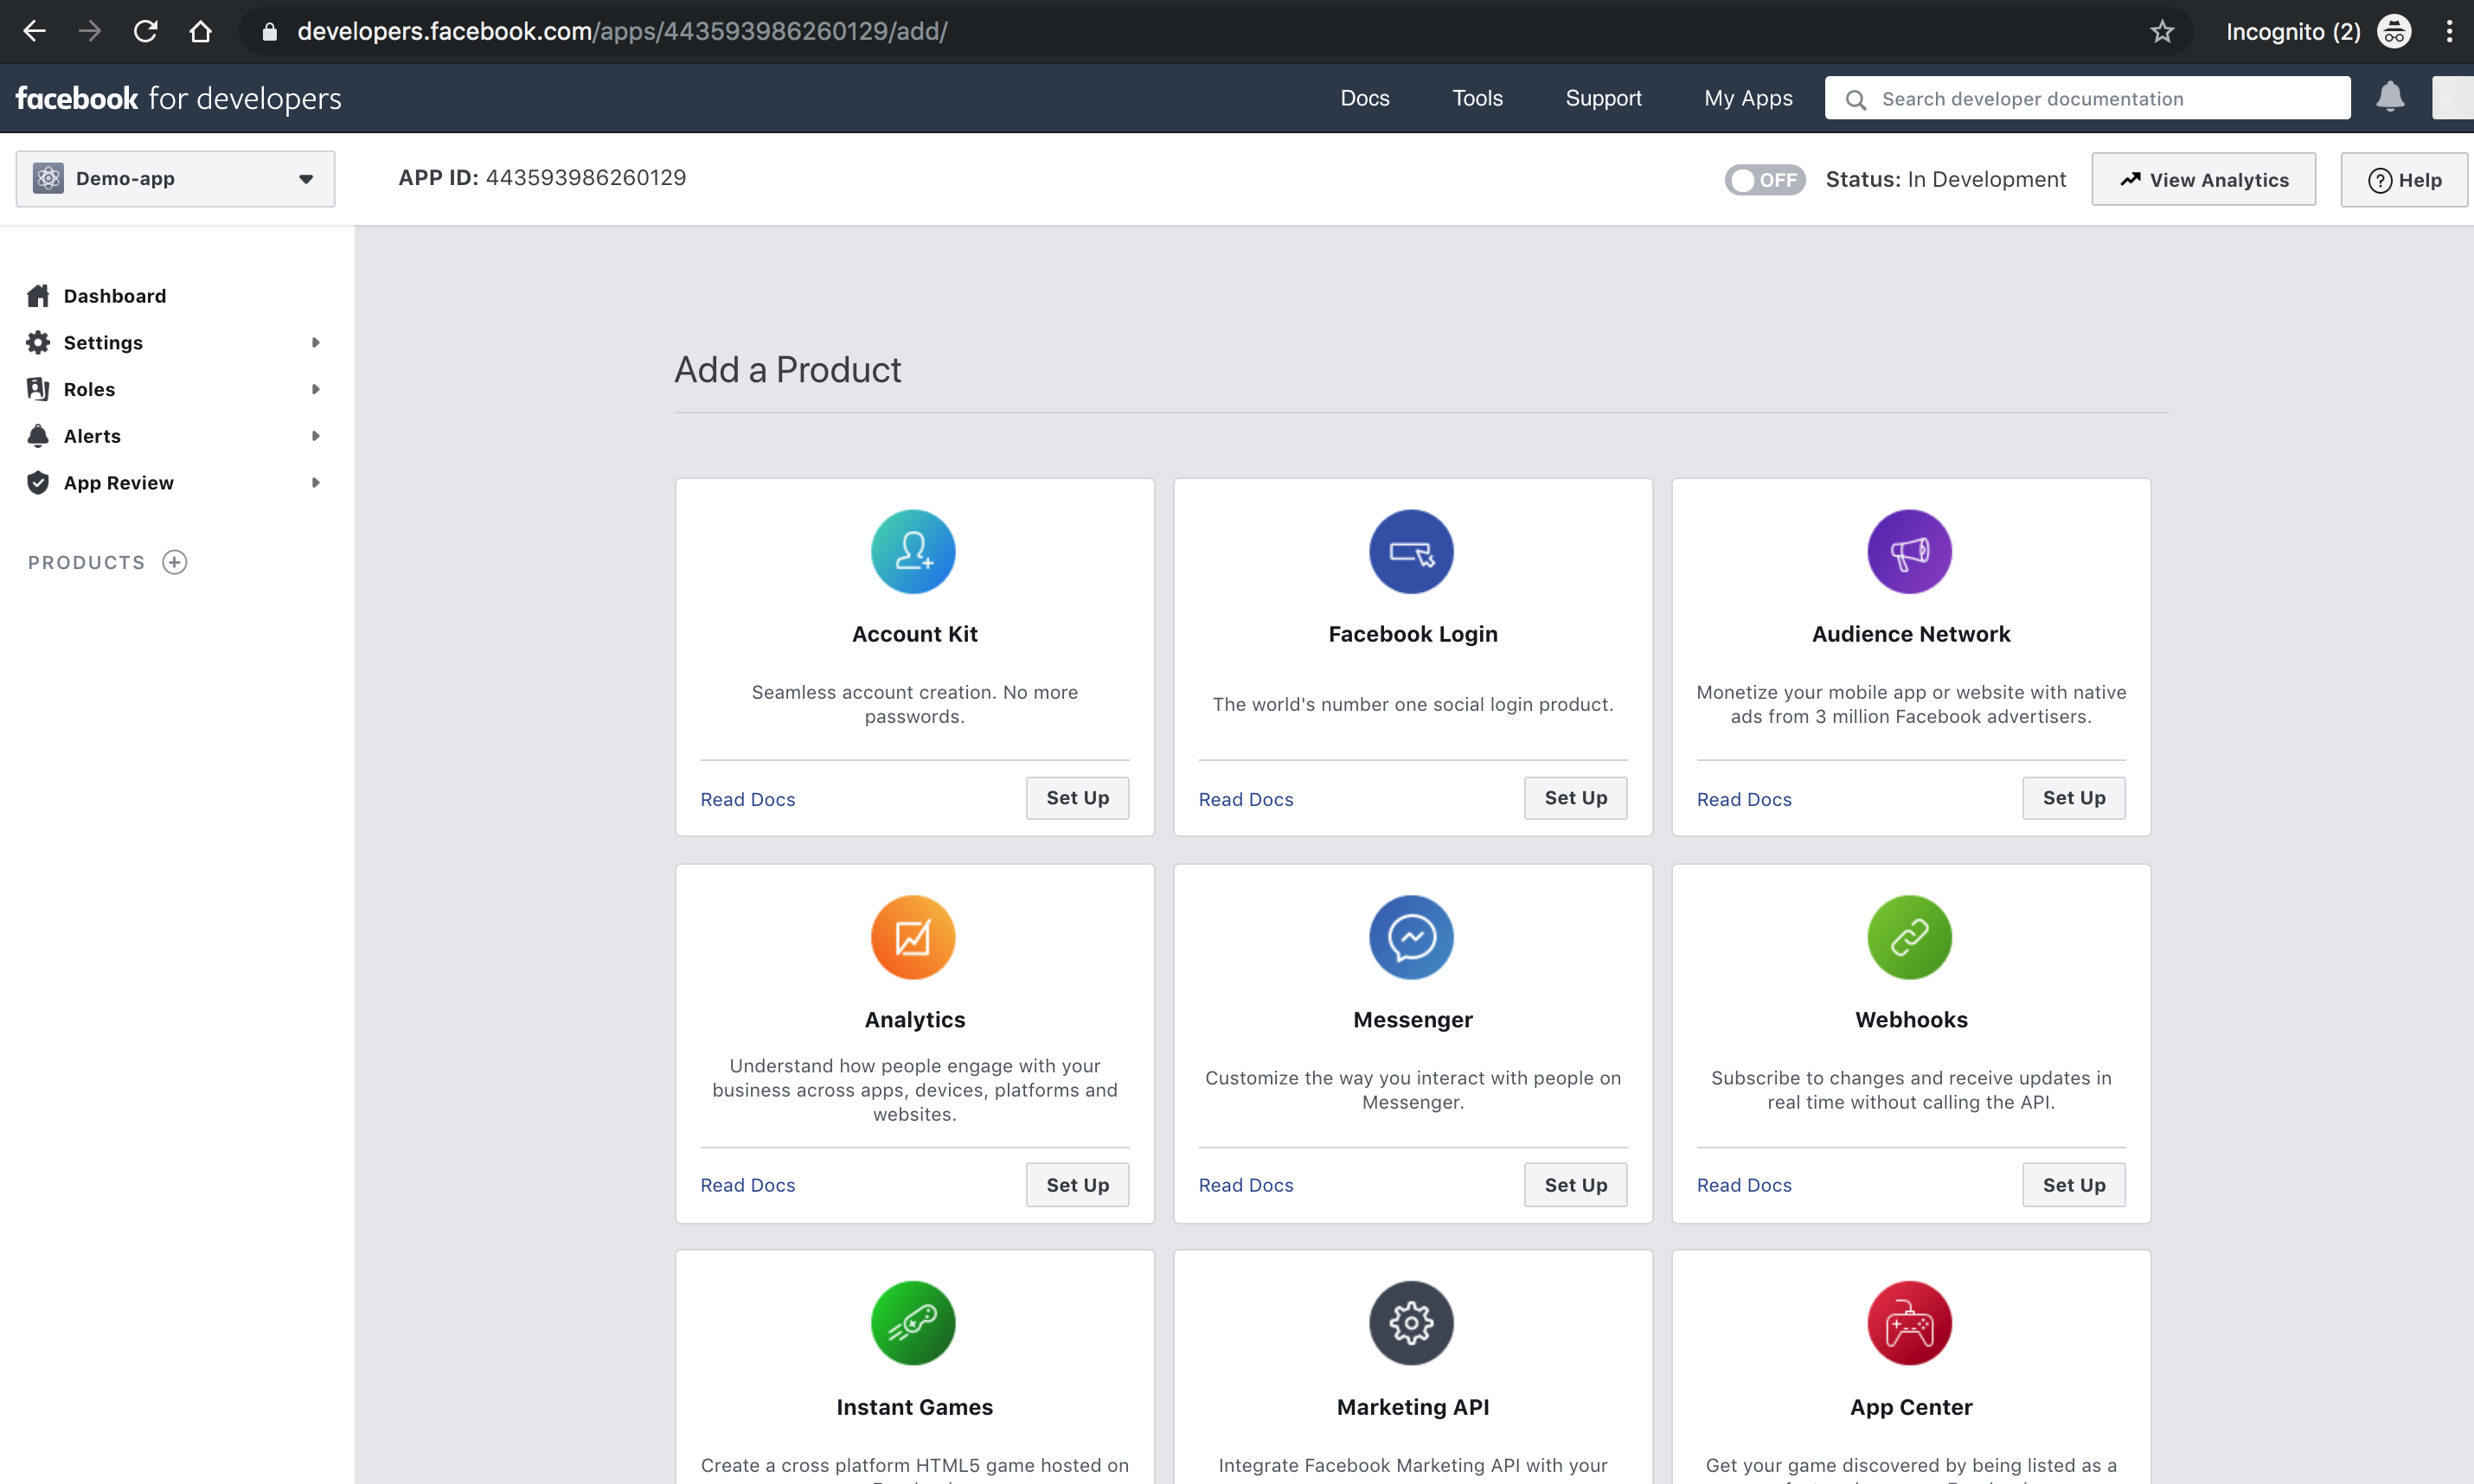 developers.facebook.com/apps/443593986260129/add/
Incognito (2)
facebook for developers
Docs
Tools
Support
My Apps
Search developer documentation
Demo-app
APP ID: 443593986260129
OFF
Status: In Development
View Analytics
Help
Dashboard
Settings
Roles
Alerts
App Review
PRODUCTS
Add a Product
Account Kit
Seamless account creation. No more
passwords.
Read Docs
Set Up
Facebook Login
The world's number one social login product.
Read Docs
Set Up
Audience Network
Monetize your mobile app or website with native
ads from 3 million Facebook advertisers.
Read Docs
Set Up
Analytics
Understand how people engage with your
business across apps, devices, platforms and
websites.
Read Docs
Set Up
Messenger
Customize the way you interact with people on
Messenger.
Read Docs
Set Up
Webhooks
Subscribe to changes and receive updates in
real time without calling the API.
Read Docs
Set Up
Instant Games
Create a cross platform HTML5 game hosted on
Marketing API
Integrate Facebook Marketing API with your
App Center
Get your game discovered by being listed as a